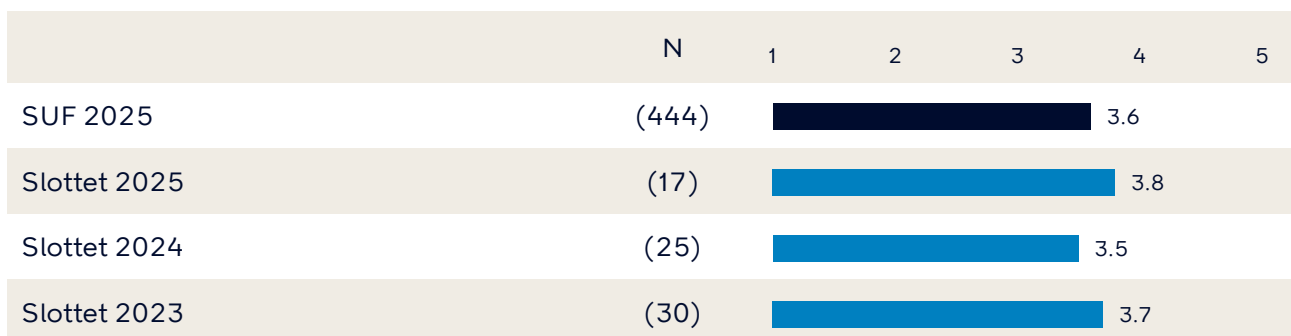 N 1 2 3 4 5
SUF 2025 (444) 3.6
Slottet 2025 (17) 3.8
Slottet 2024 (25) 3.5
Slottet 2023 (30) 3.7